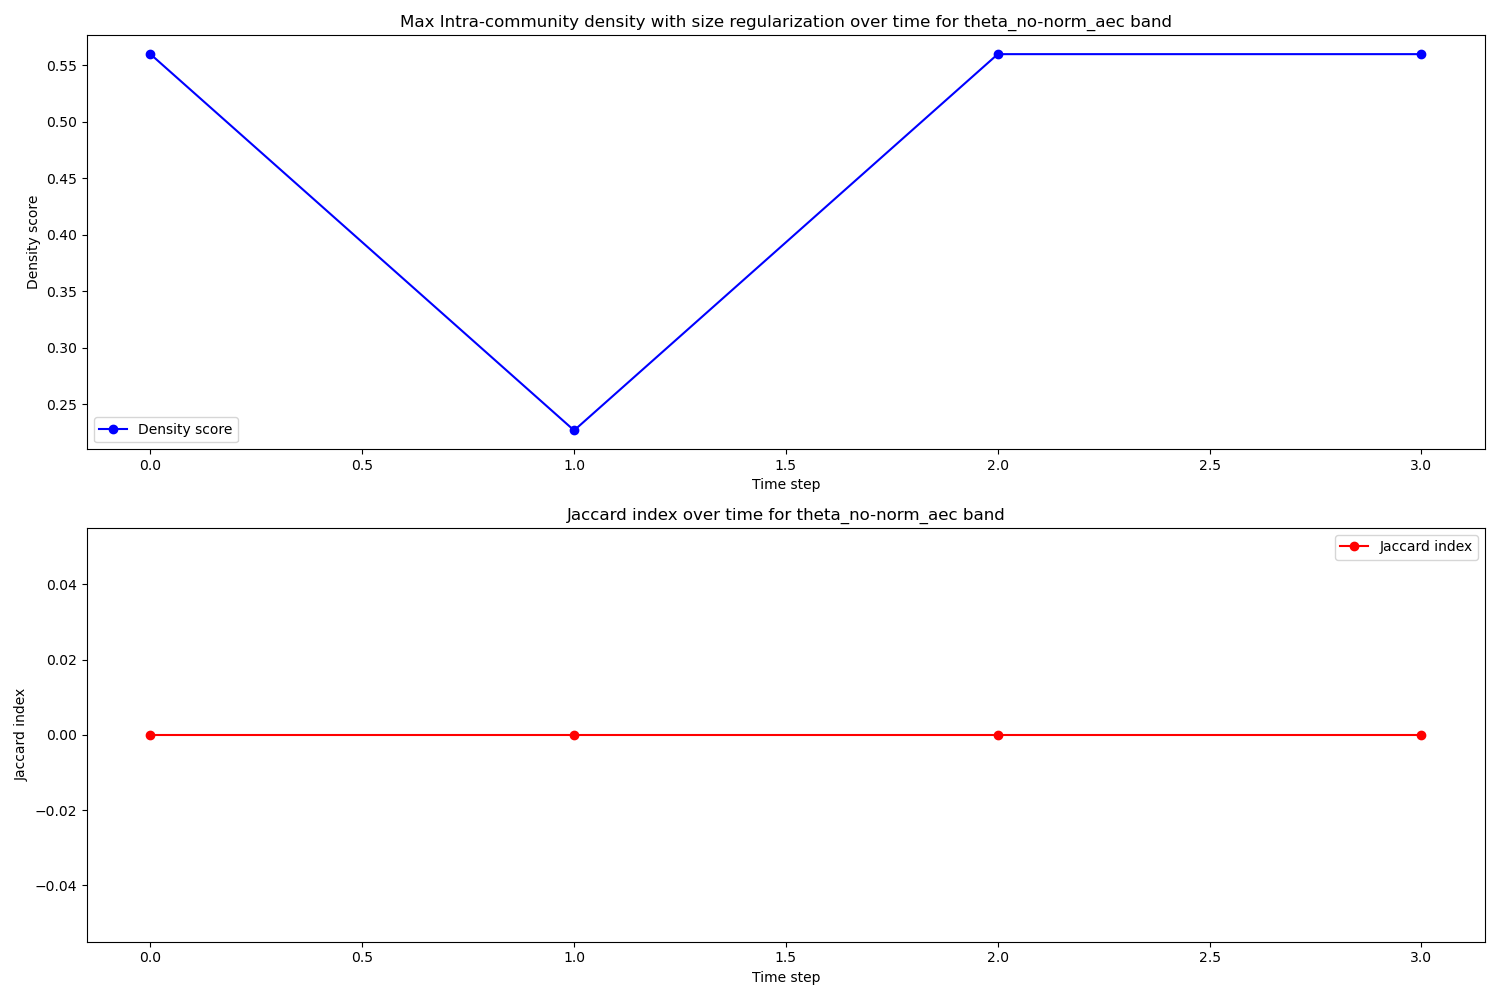 Max Intra-community density with size regularization over time for theta_no-norm_aec band
0.55
0.50
0.45
0.40
0.35
0.30
0.25
Density score
Density score
0.0 0.5 1.0 1.5 2.0 2.5 3.0
Time step
Jaccard index over time for theta_no-norm_aec band
Jaccard index
0.04
0.02
0.00
−0.02
−0.04
Jaccard index
0.0 0.5 1.0 1.5 2.0 2.5 3.0
Time step